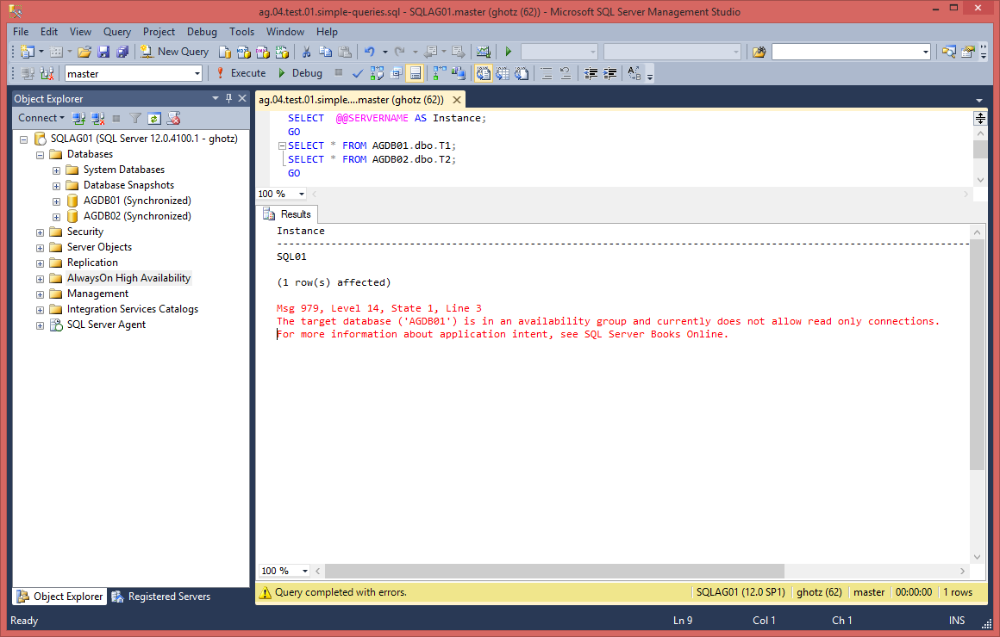 ag.04.test.01.simple-queries.sql - SQLAG01.master (ghotz (62)) - Microsoft SQL Server Management Studio
File Edit View Query Project Debug Tools Window Help
New Query
master Execute Debug
Object Explorer
Connect
SQLAG01 (SQL Server 12.0.4100.1 - ghotz)
Databases
System Databases
Database Snapshots
AGDB01 (Synchronized)
AGDB02 (Synchronized)
Security
Server Objects
Replication
AlwaysOn High Availability
Management
Integration Services Catalogs
SQL Server Agent
Object Explorer Registered Servers
ag.04.test.01.simple....master (ghotz (62))
SELECT @@SERVERNAME AS Instance;
GO
SELECT * FROM AGDB01.dbo.T1;
SELECT * FROM AGDB02.dbo.T2;
GO
100 %
Results
Instance
--------------------------------------------------------------------------------------------------------------------
SQL01
(1 row(s) affected)
Msg 979, Level 14, State 1, Line 3
The target database ('AGDB01') is in an availability group and currently does not allow read only connections.
For more information about application intent, see SQL Server Books Online.
100 %
Query completed with errors. SQLAG01 (12.0 SP1) ghotz (62) master 00:00:00 1 rows
Ready Ln 9 Col 1 Ch 1 INS